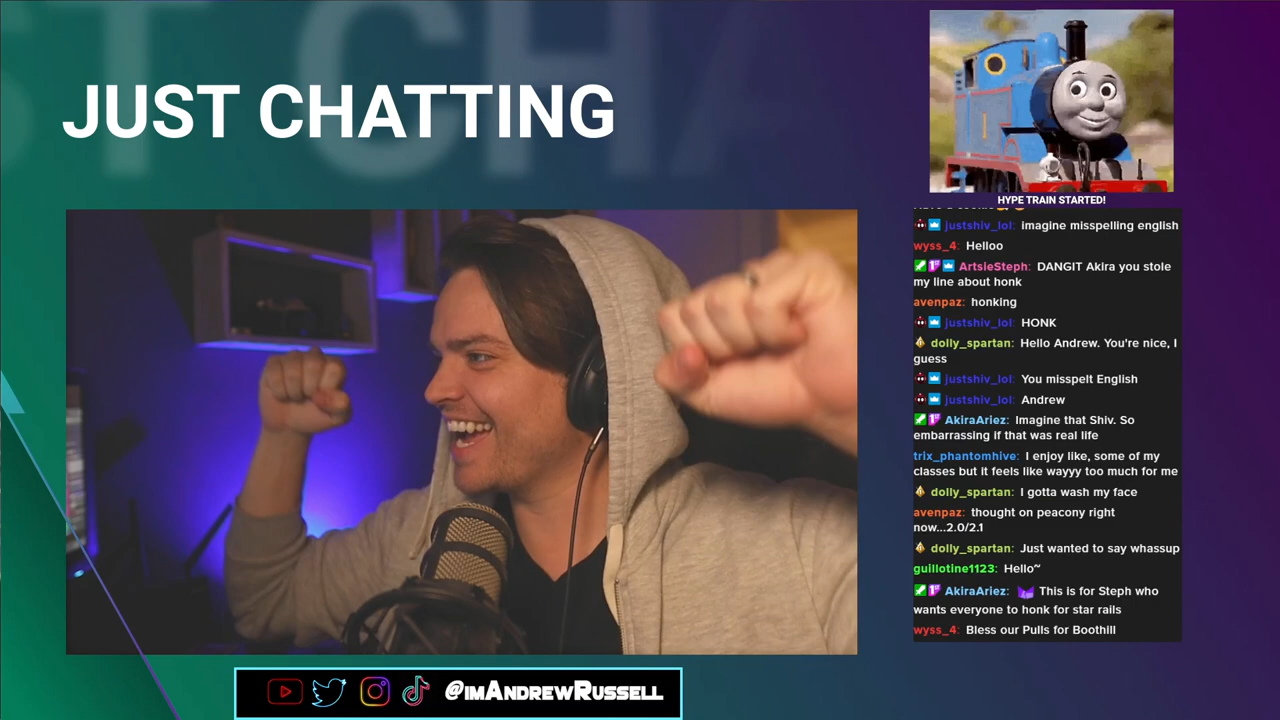 JUST CHATTING
HYPE TRAIN STARTED!
justshiv_lol: imagine misspelling english
wyss_4: Helloo
ArtsieSteph: DANGIT Akira you stole
my line about honk
avenpaz: honking
justshiv_lol: HONK
dolly_spartan: Hello Andrew. You're nice, I
guess
justshiv_lol: You misspelt English
justshiv_lol: Andrew
AkiraAriez: Imagine that Shiv. So
embarrassing if that was real life
trix_phantomhive: I enjoy like, some of my
classes but it feels like wayyy too much for me
dolly_spartan: I gotta wash my face
avenpaz: thought on peacony right
now...2.0/2.1
dolly_spartan: Just wanted to say whassup
guillotine1123: Hello~
AkiraAriez: This is for Steph who
wants everyone to honk for star rails
wyss_4: Bless our Pulls for Boothill
@imAndrewRussell